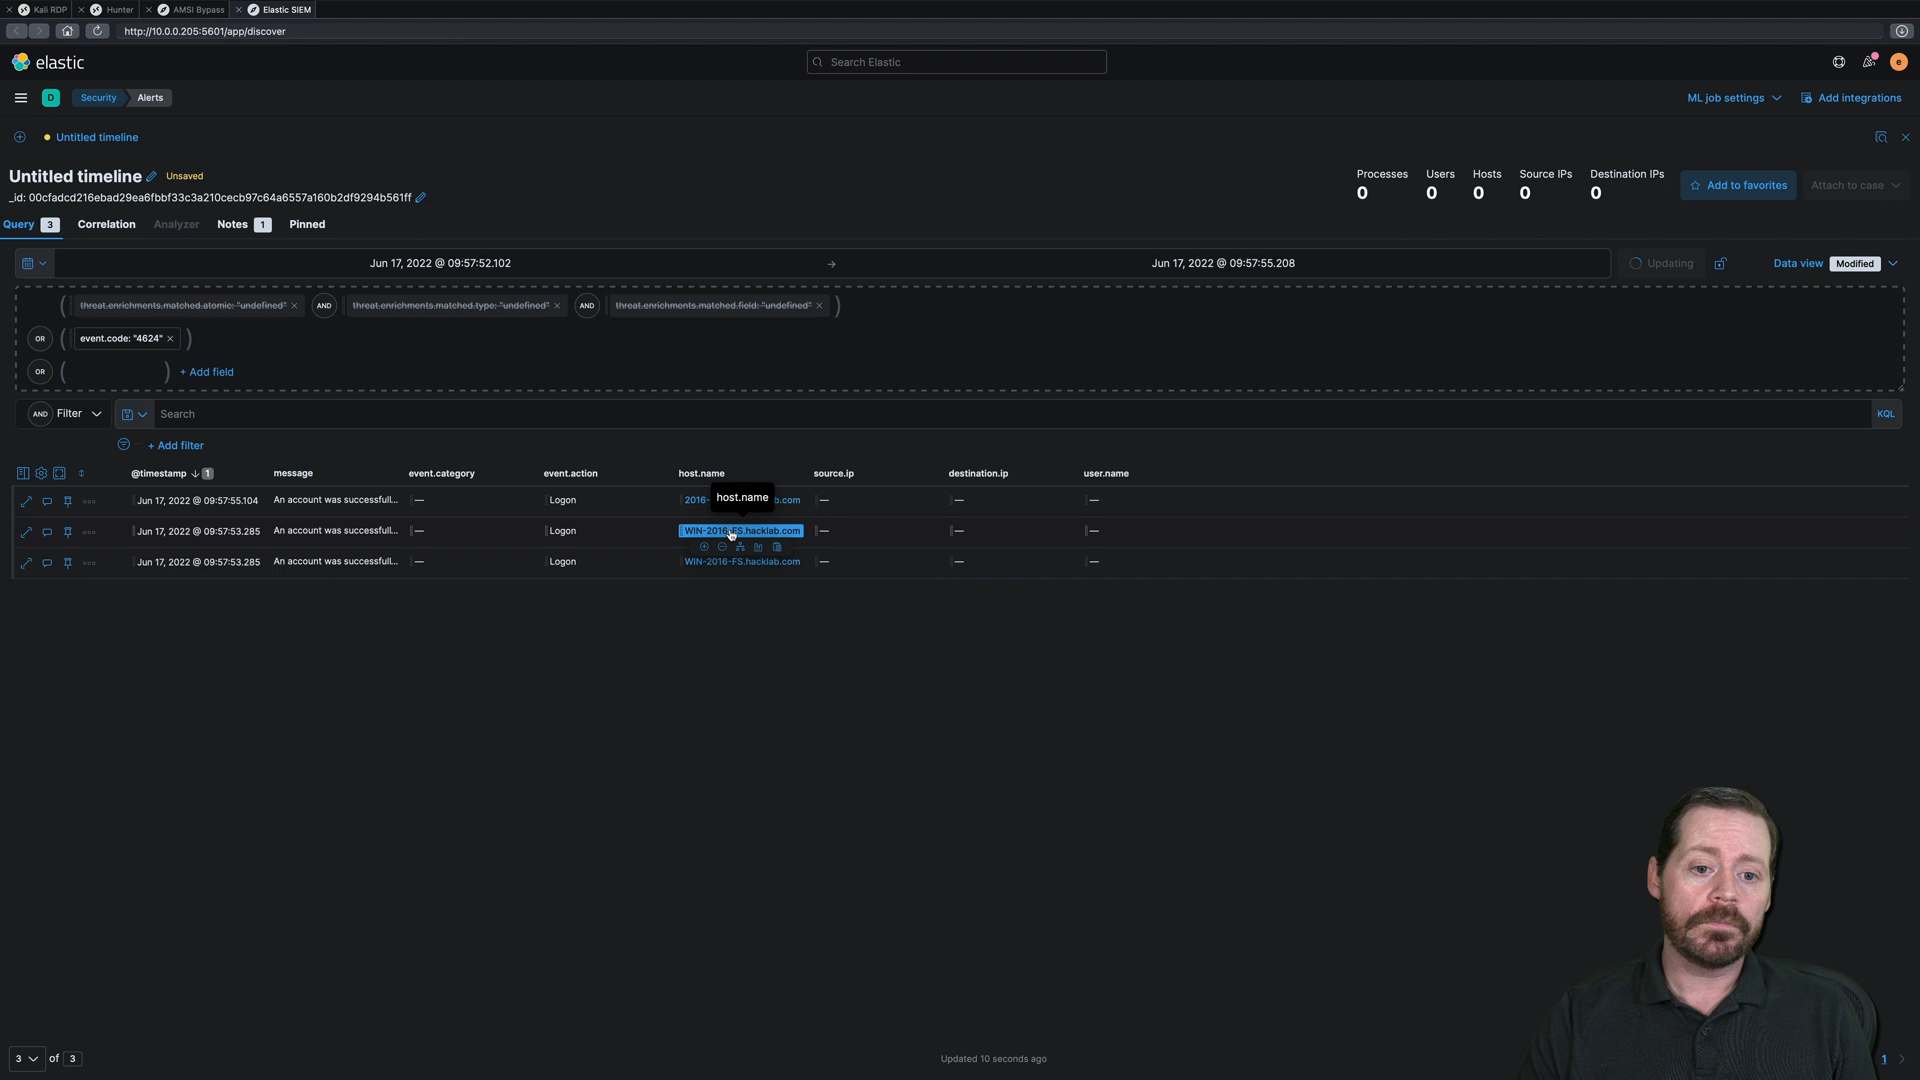 Kali RDP Hunter AMSI Bypass Elastic SIEM
http://10.0.0.205:5601/app/discover
elastic Search Elastic e
D Security Alerts ML job settings Add integrations
Untitled timeline
Untitled timeline Unsaved
_id: 00cfadcd216ebad29ea6fbbf33c3a210cecb97c64a6557a160b2df9294b561ff
Processes Users Hosts Source IPs Destination IPs Add to favorites Attach to case
0 0 0 0 0
Query 3 Correlation Analyzer Notes 1 Pinned
Jun 17, 2022 @ 09:57:52.102 → Jun 17, 2022 @ 09:57:55.208 Updating Data view Modified
( threat.enrichments.matched.atomic: "undefined" × AND threat.enrichments.matched.type: "undefined" × AND threat.enrichments.matched.field: "undefined" × )
OR ( event.code: "4624" × )
OR ( ) + Add field
AND Filter Search KQL
+ Add filter
@timestamp 1 message event.category event.action host.name source.ip destination.ip user.name
Jun 17, 2022 @ 09:57:55.104 An account was successfull... — Logon 2016- b.com — — —
host.name
Jun 17, 2022 @ 09:57:53.285 An account was successfull... — Logon WIN-2016-FS.hacklab.com — — —
Jun 17, 2022 @ 09:57:53.285 An account was successfull... — Logon WIN-2016-FS.hacklab.com — — —
3 of 3 Updated 10 seconds ago 1